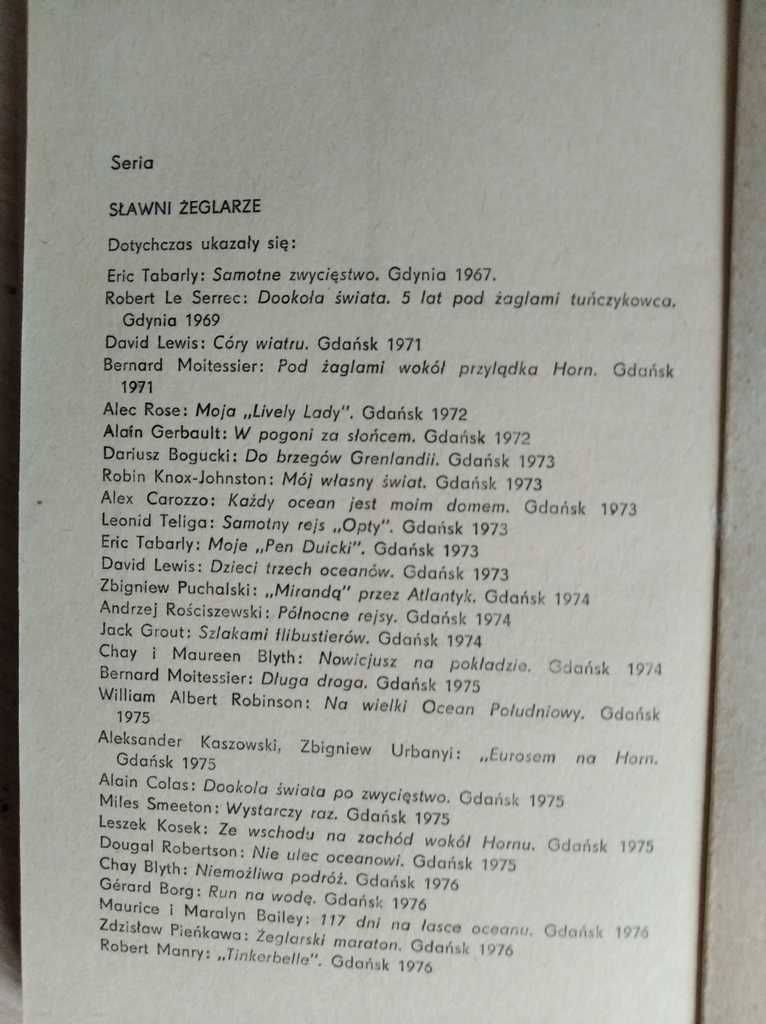 Seria
SŁAWNI ŻEGLARZE
Dotychczas ukazały się:
Eric Tabarly: Samotne zwycięstwo. Gdynia 1967.
Robert Le Serrec: Dookoła świata. 5 lat pod żaglami tuńczykowca.
Gdynia 1969
David Lewis: Córy wiatru. Gdańsk 1971
Bernard Moitessier: Pod żaglami wokół przylądka Horn. Gdańsk
1971
Alec Rose: Moja „Lively Lady". Gdańsk 1972
Alain Gerbault: W pogoni za słońcem. Gdańsk 1972
Dariusz Bogucki: Do brzegów Grenlandii. Gdańsk 1973
Robin Knox-Johnston: Mój własny świat. Gdańsk 1973
Alex Carozzo: Każdy ocean jest moim domem. Gdańsk 1973
Leonid Teliga: Samotny rejs „Opty". Gdańsk 1973
Eric Tabarly: Moje „Pen Duicki". Gdańsk 1973
David Lewis: Dzieci trzech oceanów. Gdańsk 1973
Zbigniew Puchalski: „Mirandą" przez Atlantyk. Gdańsk 1974
Andrzej Rościszewski: Północne rejsy. Gdańsk 1974
Jack Grout: Szlakami flibustierów. Gdańsk 1974
Chay i Maureen Blyth: Nowicjusz na pokładzie. Gdańsk 1974
Bernard Moitessier: Długa droga. Gdańsk 1975
William Albert Robinson: Na wielki Ocean Południowy. Gdańsk
1975
Aleksander Kaszowski, Zbigniew Urbanyi: „Eurosem na Horn.
Gdańsk 1975
Alain Colas: Dookoła świata po zwycięstwo. Gdańsk 1975
Miles Smeeton: Wystarczy raz. Gdańsk 1975
Leszek Kosek: Ze wschodu na zachód wokół Hornu. Gdańsk 1975
Dougal Robertson: Nie ulec oceanowi. Gdańsk 1975
Chay Blyth: Niemożliwa podróż. Gdańsk 1976
Gérard Borg: Run na wodę. Gdańsk 1976
Maurice i Maralyn Bailey: 117 dni na łasce oceanu. Gdańsk 1976
Zdzisław Pieńkawa: Żeglarski maraton. Gdańsk 1976
Robert Manry: „Tinkerbelle". Gdańsk 1976